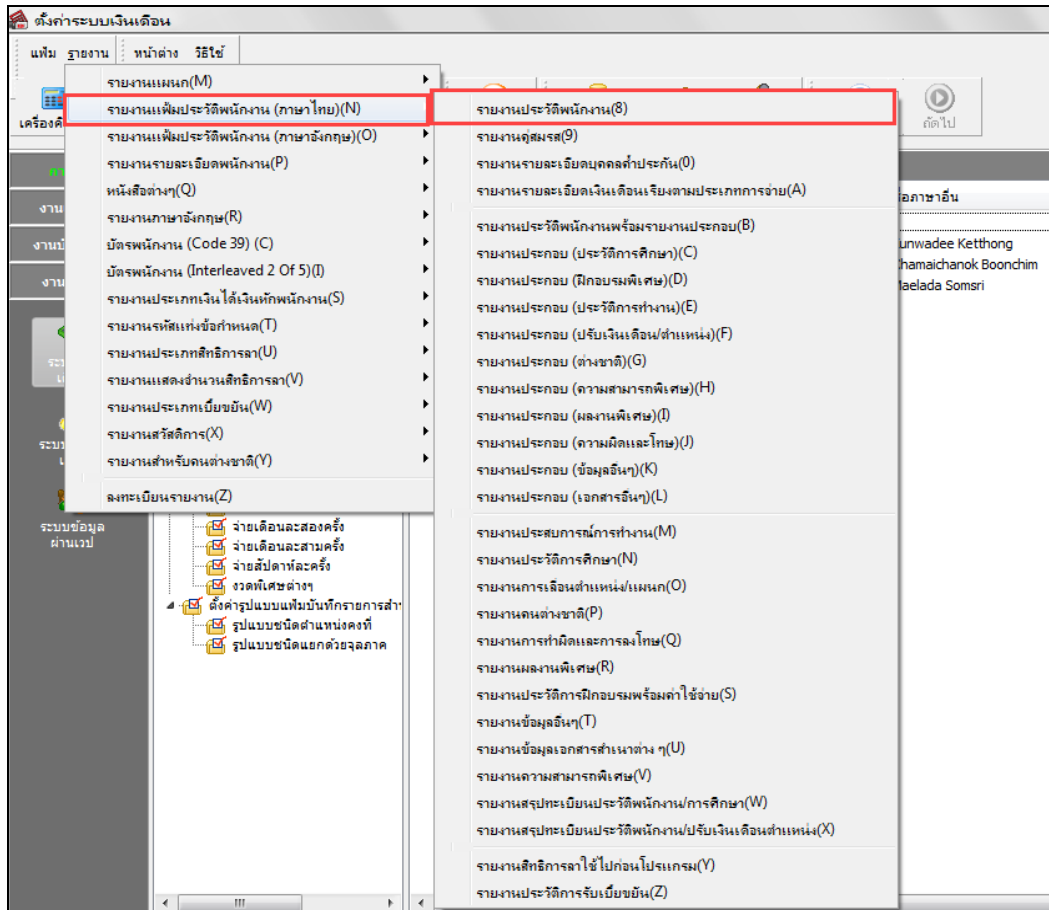 ตั้งค่าระบบเงินเดือน
แฟ้ม รายงาน หน้าต่าง วิธีใช้
ถัดไป
รายงานแผนก(M)
รายงานแฟ้มประวัติพนักงาน (ภาษาไทย)(N)
รายงานแฟ้มประวัติพนักงาน (ภาษาอังกฤษ)(O)
รายงานรายละเอียดพนักงาน(P)
หนังสือต่างๆ(Q)
รายงานภาษาอังกฤษ(R)
บัตรพนักงาน (Code 39) (C)
บัตรพนักงาน (Interleaved 2 Of 5)(I)
รายงานประเภทเงินได้เงินหักพนักงาน(S)
รายงานรหัสแท่งข้อกำหนด(T)
รายงานประเภทสิทธิการลา(U)
รายงานแสดงจำนวนสิทธิการลา(V)
รายงานประเภทเบี้ยขยัน(W)
รายงานสวัสดิการ(X)
รายงานสำหรับคนต่างชาติ(Y)
ลงทะเบียนรายงาน(Z)
รายงานประวัติพนักงาน(8)
รายงานคู่สมรส(9)
รายงานรายละเอียดบุคคลค้ำประกัน(0)
รายงานรายละเอียดเงินเดือนเรียงตามประเภทการจ่าย(A)
รายงานประวัติพนักงานพร้อมรายงานประกอบ(B)
รายงานประกอบ (ประวัติการศึกษา)(C)
รายงานประกอบ (ฝึกอบรมพิเศษ)(D)
รายงานประกอบ (ประวัติการทำงาน)(E)
รายงานประกอบ (ปรับเงินเดือน/ตำแหน่ง)(F)
รายงานประกอบ (ต่างชาติ)(G)
รายงานประกอบ (ความสามารถพิเศษ)(H)
รายงานประกอบ (ผลงานพิเศษ)(I)
รายงานประกอบ (ความผิดและโทษ)(J)
รายงานประกอบ (ข้อมูลอื่นๆ)(K)
รายงานประกอบ (เอกสารอื่นๆ)(L)
รายงานประสบการณ์การทำงาน(M)
รายงานประวัติการศึกษา(N)
รายงานการเลื่อนตำแหน่ง/แผนก(O)
รายงานคนต่างชาติ(P)
รายงานการทำผิดและการลงโทษ(Q)
รายงานผลงานพิเศษ(R)
รายงานประวัติการฝึกอบรมพร้อมค่าใช้จ่าย(S)
รายงานข้อมูลอื่นๆ(T)
รายงานข้อมูลเอกสารสำเนาต่าง ๆ(U)
รายงานความสามารถพิเศษ(V)
รายงานสรุปทะเบียนประวัติพนักงาน/การศึกษา(W)
รายงานสรุปทะเบียนประวัติพนักงาน/ปรับเงินเดือนตำแหน่ง(X)
รายงานสิทธิการลาใช้ไปก่อนโปรแกรม(Y)
รายงานประวัติการรับเบี้ยขยัน(Z)
ภาษาอื่น
unwadee Ketthong
hamaichanok Boonchim
aelada Somsri
ระบบข้อมูล
ผ่านเวป
จ่ายเดือนละสองครั้ง
จ่ายเดือนละสามครั้ง
จ่ายสัปดาห์ละครั้ง
งวดพิเศษต่างๆ
ตั้งค่ารูปแบบแฟ้มบันทึกรายการสำ
รูปแบบชนิดตำแหน่งคงที่
รูปแบบชนิดแยกด้วยจุลภาค